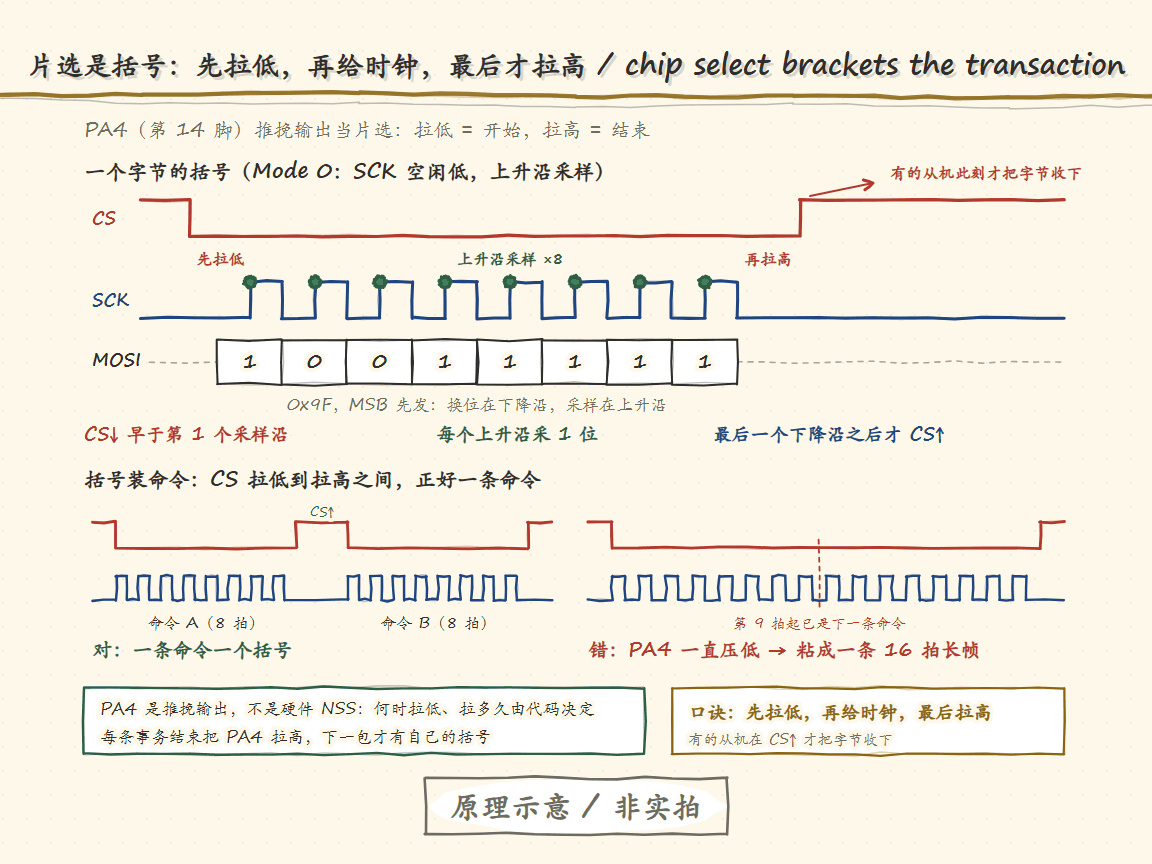 片选是括号：先拉低，再给时钟，最后才拉高 / chip select brackets the transaction
PA4（第 14 脚）推挽输出当片选：拉低 = 开始，拉高 = 结束
一个字节的括号（Mode 0：SCK 空闲低，上升沿采样）
有的从机此刻才把字节收下
CS
先拉低
上升沿采样 ×8
再拉高
SCK
MOSI
1 0 0 1 1 1 1 1
0x9F，MSB 先发：换位在下降沿，采样在上升沿
CS↓ 早于第 1 个采样沿
每个上升沿采 1 位
最后一个下降沿之后才 CS↑
括号装命令：CS 拉低到拉高之间，正好一条命令
CS↑
命令 A（8 拍）
命令 B（8 拍）
第 9 拍起已是下一条命令
对：一条命令一个括号
错：PA4 一直压低 → 粘成一条 16 拍长帧
PA4 是推挽输出，不是硬件 NSS：何时拉低、拉多久由代码决定
每条事务结束把 PA4 拉高，下一包才有自己的括号
口诀：先拉低，再给时钟，最后拉高
有的从机在 CS↑ 才把字节收下
原理示意 / 非实拍